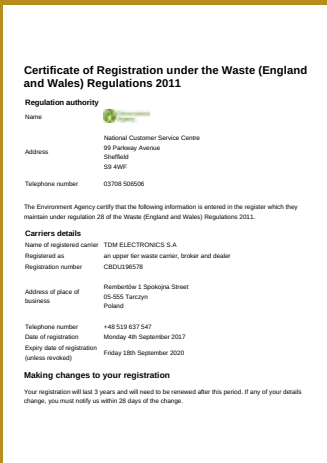 Certificate of Registration under the Waste (England
and Wales) Regulations 2011
Regulation authority
Name
Address
National Customer Service Centre
99 Parkway Avenue
Sheffield
S9 4WF
Telephone number 03708 506506
The Environment Agency certify that the following information is entered in the register which they
maintain under regulation 28 of the Waste (England and Wales) Regulations 2011.
Carriers details
Name of registered carrier TDM ELECTRONICS S.A
Registered as an upper tier waste carrier, broker and dealer
Registration number CBDU196578
Address of place of
business
Rembertów 1 Spokojna Street
05-555 Tarczyn
Poland
Telephone number +48 519 637 547
Date of registration Monday 4th September 2017
Expiry date of registration
(unless revoked)
Friday 18th September 2020
Making changes to your registration
Your registration will last 3 years and will need to be renewed after this period. If any of your details
change, you must notify us within 28 days of the change.